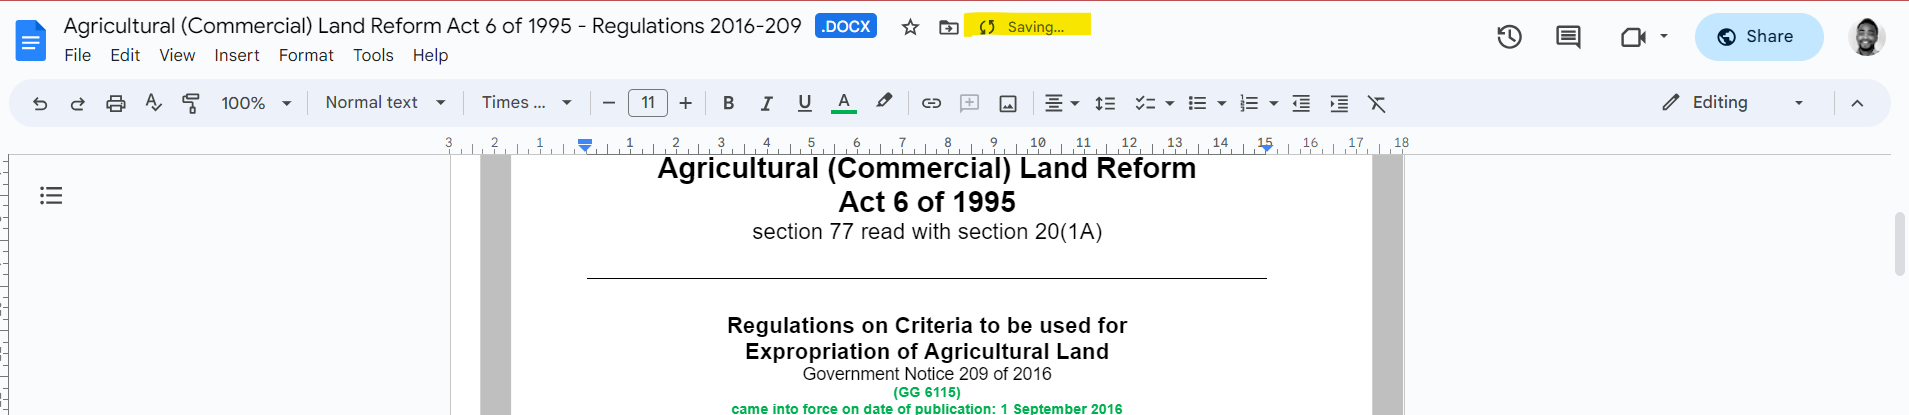 Agricultural (Commercial) Land Reform Act 6 of 1995 - Regulations 2016-209 .DOCX Saving...
File Edit View Insert Format Tools Help
Share
100% Normal text Times ... 11 B I U A Editing
3 2 1 1 2 3 4 5 6 7 8 9 10 11 12 13 14 15 16 17 18
Agricultural (Commercial) Land Reform
Act 6 of 1995
section 77 read with section 20(1A)
Regulations on Criteria to be used for
Expropriation of Agricultural Land
Government Notice 209 of 2016
(GG 6115)
came into force on date of publication: 1 September 2016